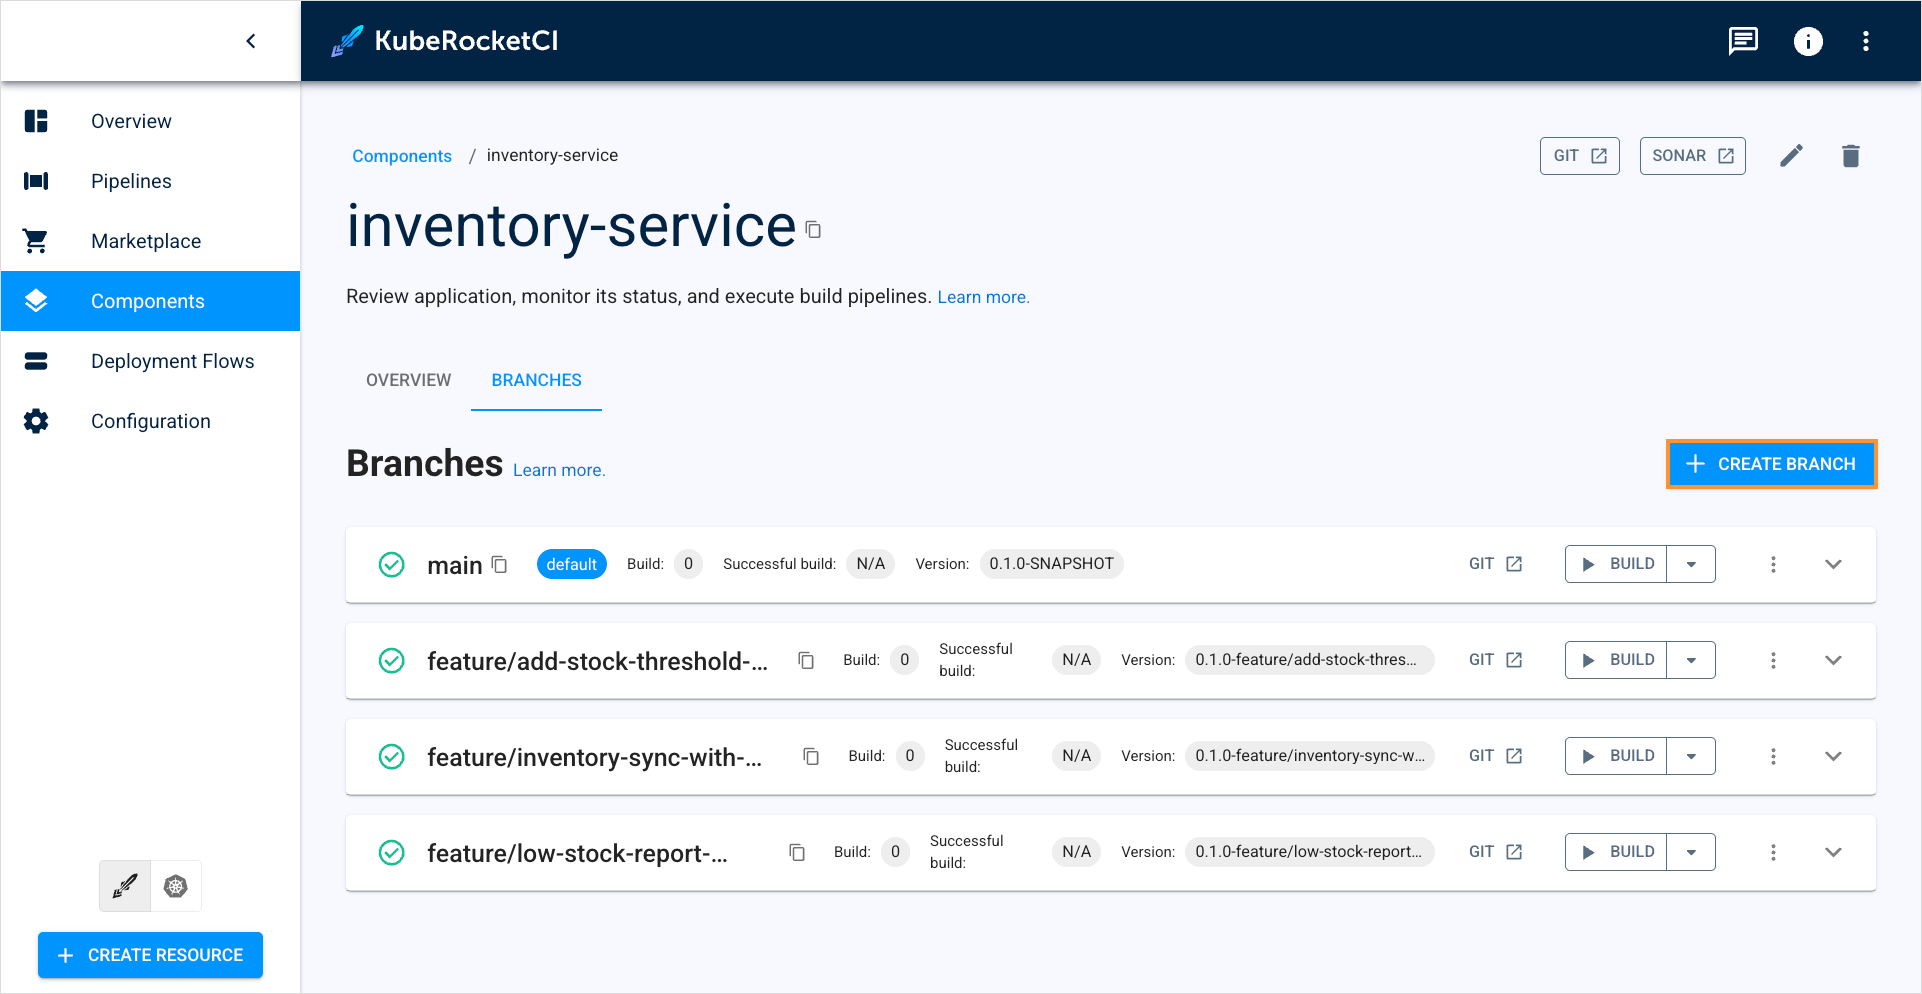 KubeRocketCI
Overview
Pipelines
Marketplace
Components
Deployment Flows
Configuration
CREATE RESOURCE
Components / inventory-service
GIT
SONAR
inventory-service
Review application, monitor its status, and execute build pipelines. Learn more.
OVERVIEW
BRANCHES
Branches Learn more.
CREATE BRANCH
main default Build: 0 Successful build: N/A Version: 0.1.0-SNAPSHOT GIT BUILD
feature/add-stock-threshold-... Build: 0 Successful build: N/A Version: 0.1.0-feature/add-stock-thres... GIT BUILD
feature/inventory-sync-with-... Build: 0 Successful build: N/A Version: 0.1.0-feature/inventory-sync-w... GIT BUILD
feature/low-stock-report-... Build: 0 Successful build: N/A Version: 0.1.0-feature/low-stock-report... GIT BUILD